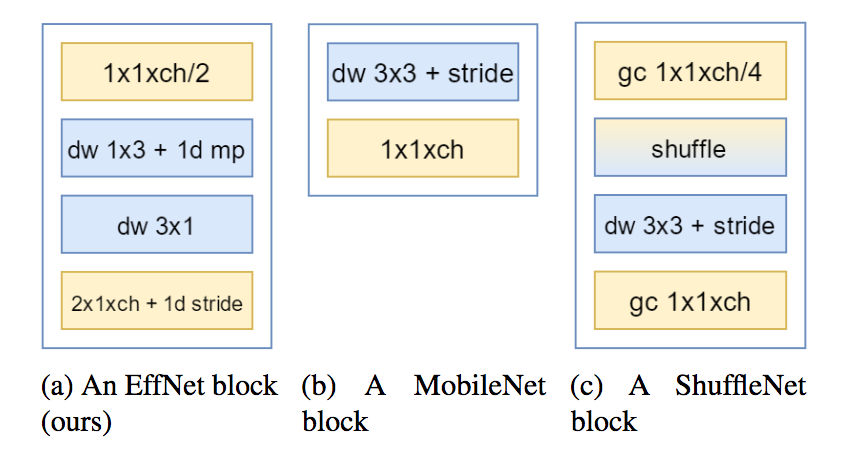 1x1xch/2
dw 1x3 + 1d mp
dw 3x1
2x1xch + 1d stride
(a) An EffNet block
(ours)
dw 3x3 + stride
1x1xch
(b) A MobileNet
block
gc 1x1xch/4
shuffle
dw 3x3 + stride
gc 1x1xch
(c) A ShuffleNet
block